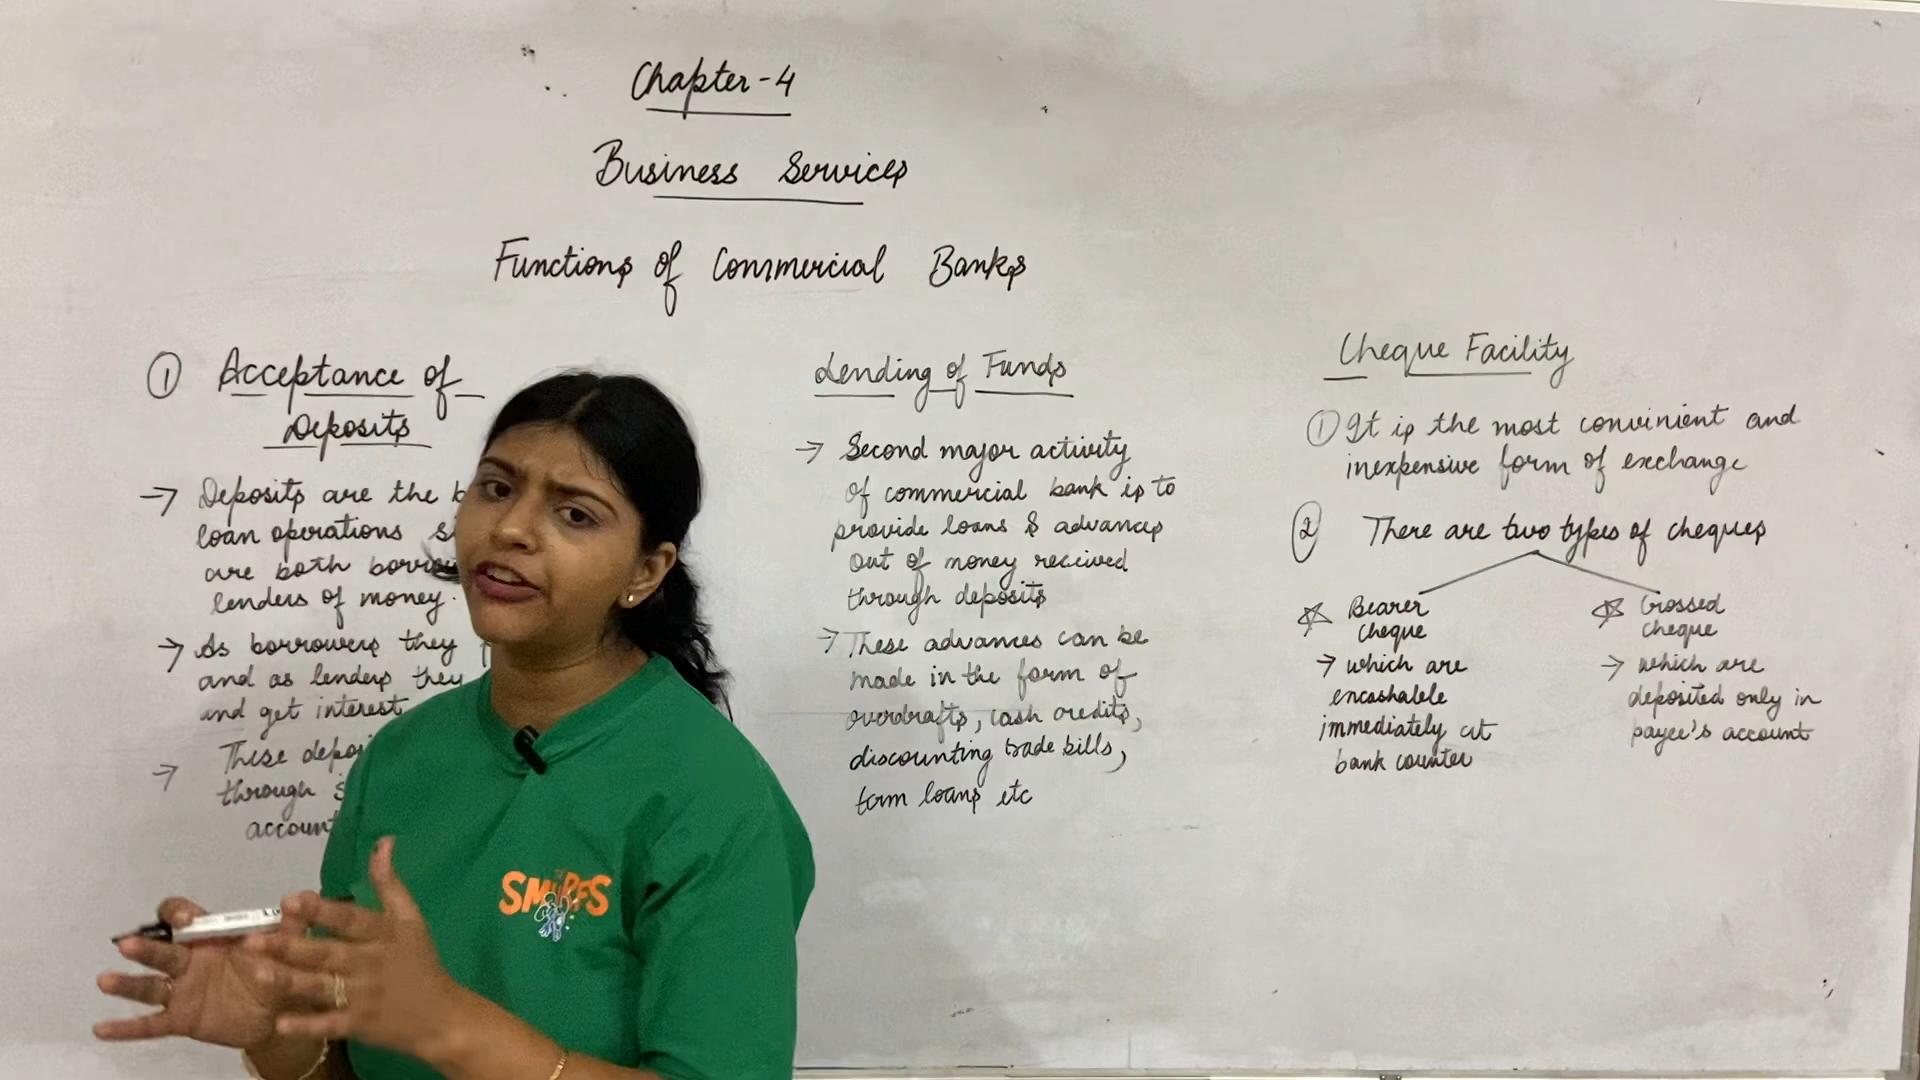 Chapter-4
Business Services
Functions of Commercial Banks
① Acceptance of
Deposits
→ Deposits are the
loan operations
are both
lenders of money.
→ As borrowers they
and as lenders they
and get interest
→ These
through
account
Lending of Funds
→ Second major activity
of commercial bank is to
provide loans & advances
out of money received
through deposits
→ These advances can be
made in the form of
overdrafts, cash credits,
discounting trade bills,
term loans etc
Cheque Facility
① It is the most convinient and
inexpensive form of exchange
② There are two types of cheques
☆ Bearer
cheque
→ which are
encashable
immediately at
bank counter
☆ Crossed
cheque
→ which are
deposited only in
payee's account
SMURFS